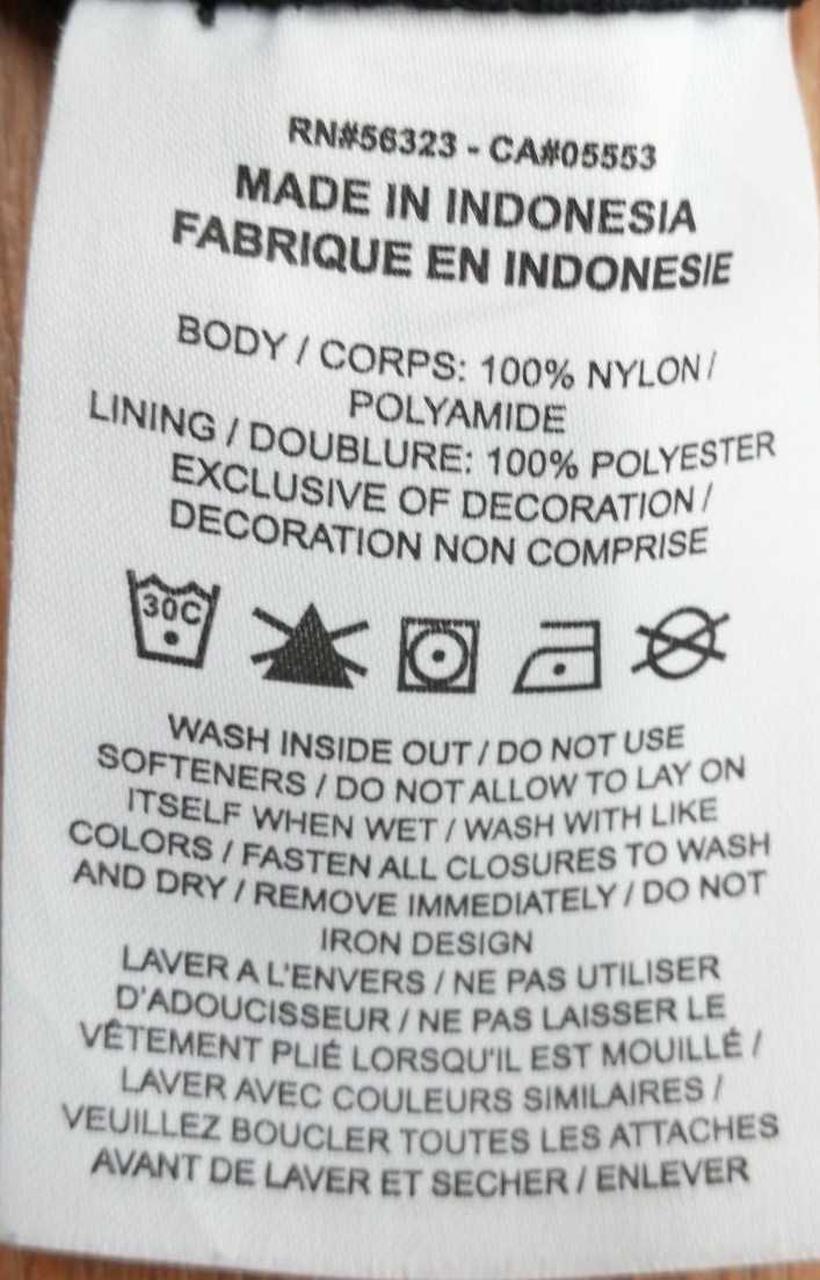 RN#56323 - CA#05553
MADE IN INDONESIA
FABRIQUE EN INDONESIE
BODY / CORPS: 100% NYLON /
POLYAMIDE
LINING / DOUBLURE: 100% POLYESTER
EXCLUSIVE OF DECORATION /
DECORATION NON COMPRISE
30C
WASH INSIDE OUT / DO NOT USE
SOFTENERS / DO NOT ALLOW TO LAY ON
ITSELF WHEN WET / WASH WITH LIKE
COLORS / FASTEN ALL CLOSURES TO WASH
AND DRY / REMOVE IMMEDIATELY / DO NOT
IRON DESIGN
LAVER A L'ENVERS / NE PAS UTILISER
D'ADOUCISSEUR / NE PAS LAISSER LE
VÊTEMENT PLIÉ LORSQU'IL EST MOUILLÉ /
LAVER AVEC COULEURS SIMILAIRES /
VEUILLEZ BOUCLER TOUTES LES ATTACHES
AVANT DE LAVER ET SECHER / ENLEVER